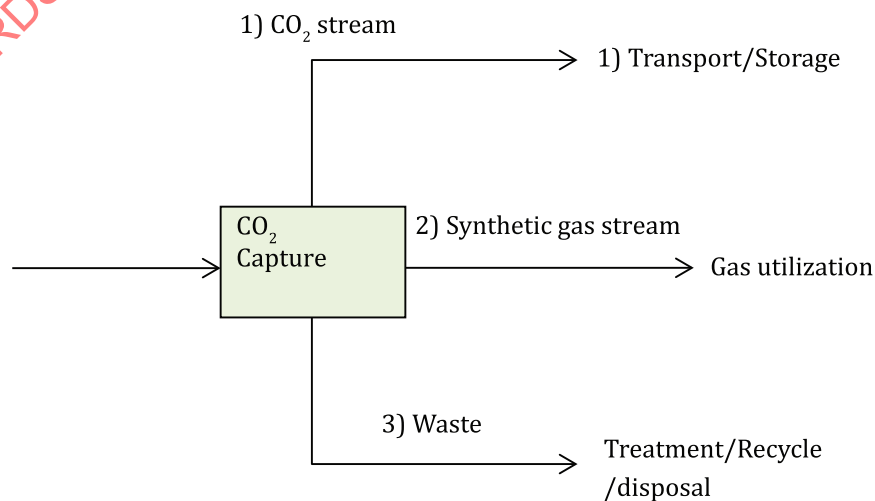 1) CO2 stream
1) Transport/Storage
CO2
Capture
2) Synthetic gas stream
Gas utilization
3) Waste
Treatment/Recycle
/disposal